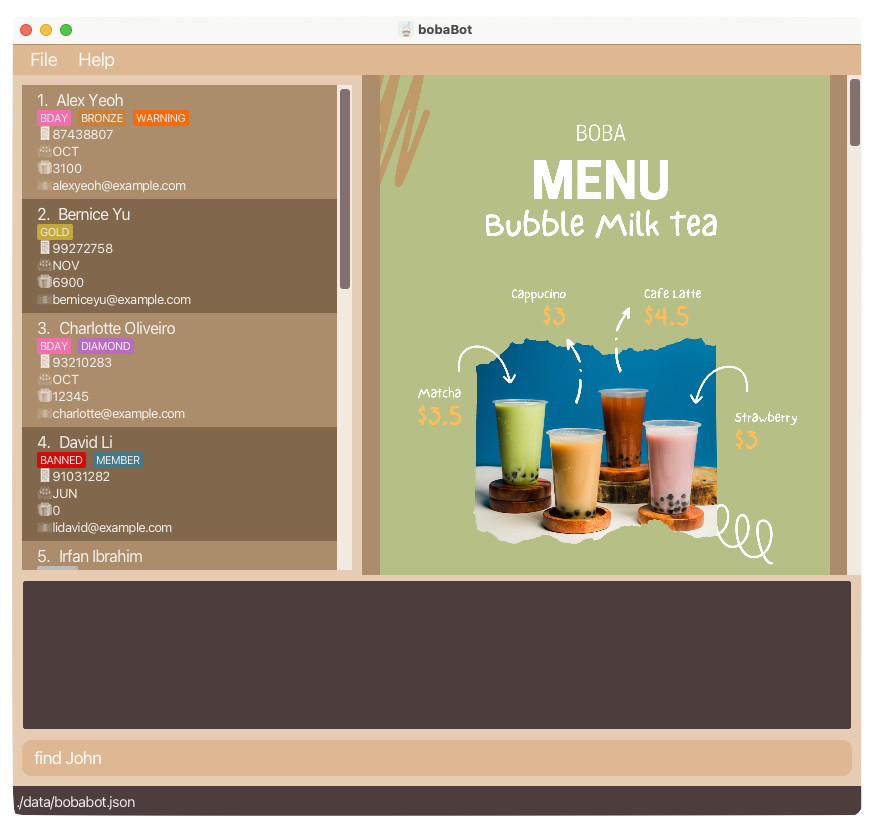 bobaBot
File Help
1. Alex Yeoh
BDAY BRONZE WARNING
87438807
OCT
3100
alexyeoh@example.com
2. Bernice Yu
GOLD
99272758
NOV
6900
berniceyu@example.com
3. Charlotte Oliveiro
BDAY DIAMOND
93210283
OCT
12345
charlotte@example.com
4. David Li
BANNED MEMBER
91031282
JUN
0
lidavid@example.com
5. Irfan Ibrahim
BOBA
MENU
Bubble Milk Tea
Cappucino
$3
Cafe Latte
$4.5
Matcha
$3.5
Strawberry
$3
find John
./data/bobabot.json